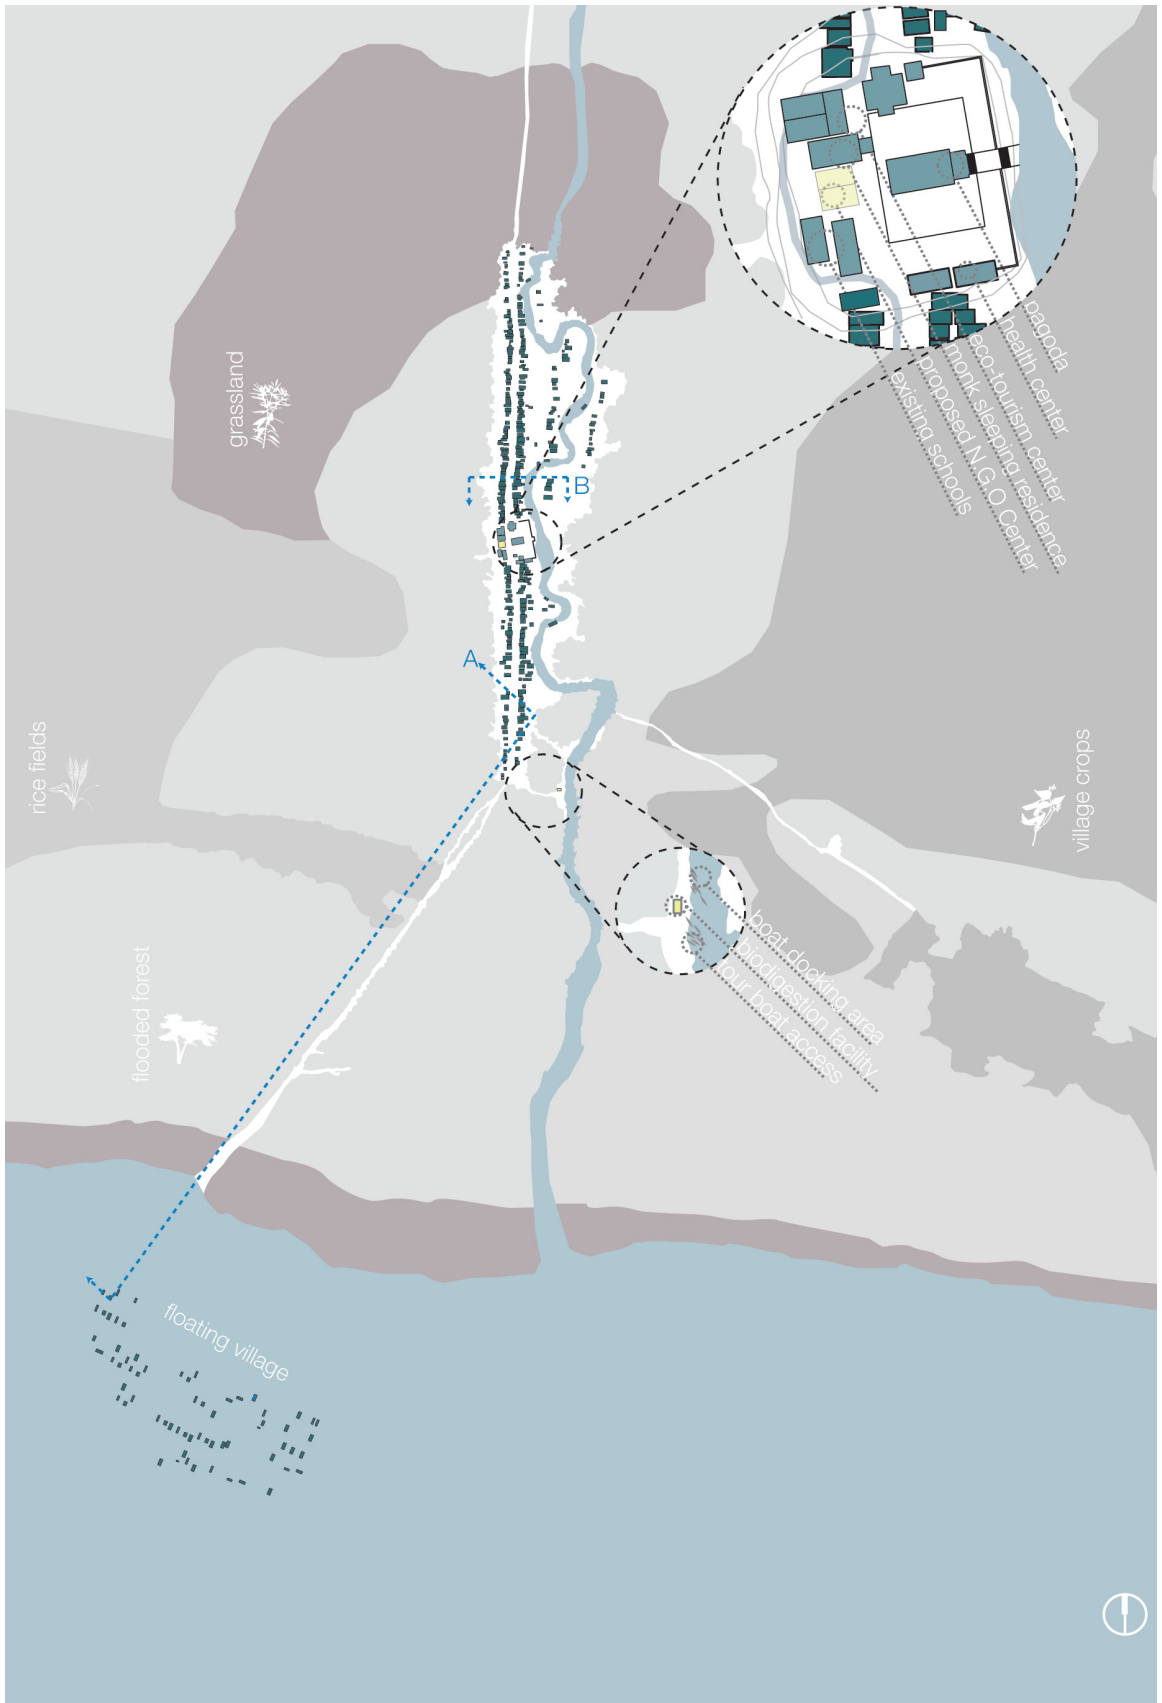 pagoda
health center
eco-tourism center
monk sleeping residence
proposed N.G.O Center
existing schools
grassland
B
A
rice fields
village crops
boat docking area
biodigestion facility
tour boat access
flooded forest
floating village